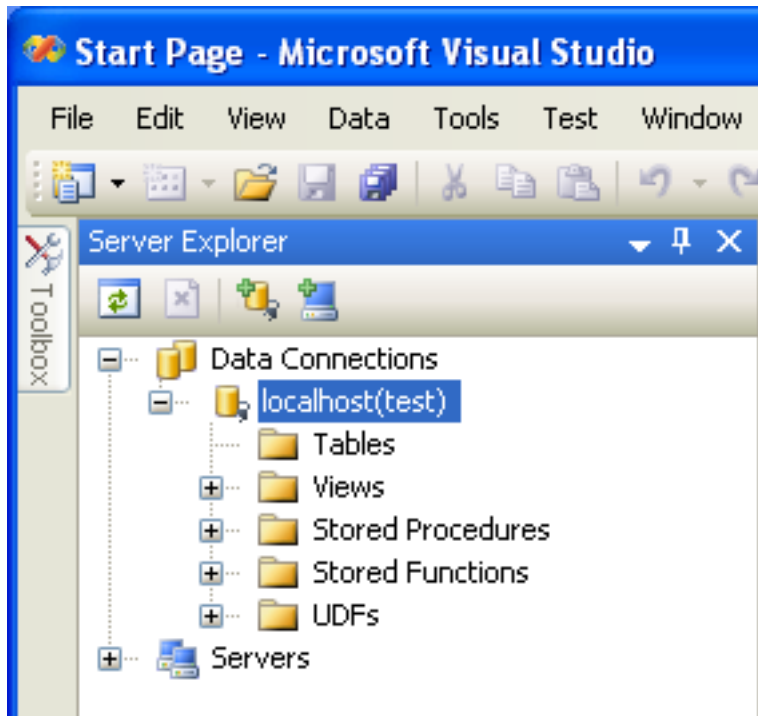 Start Page - Microsoft Visual Studio
File Edit View Data Tools Test Window
Server Explorer
Toolbox
Data Connections
localhost(test)
Tables
Views
Stored Procedures
Stored Functions
UDFs
Servers